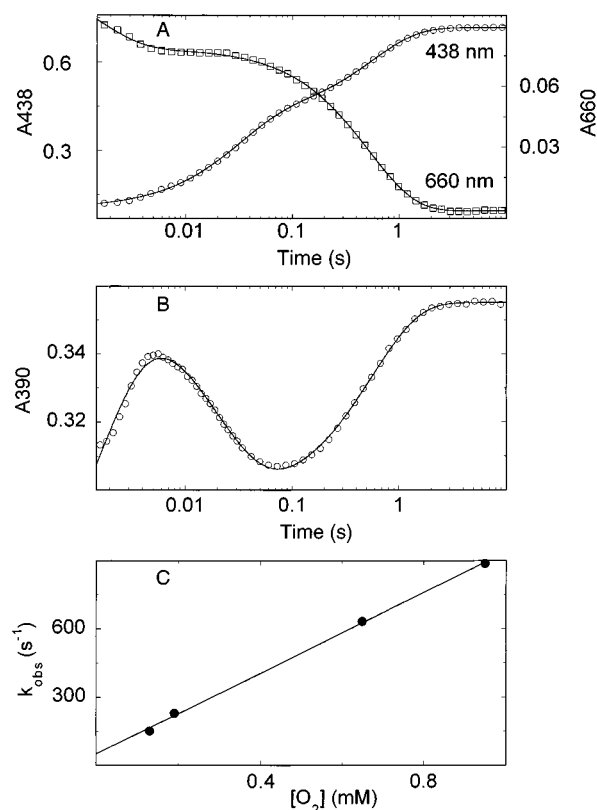 A
438 nm
660 nm
A438
0.6
0.3
0.06
0.03
A660
0.01
0.1
1
Time (s)
B
A390
0.34
0.32
0.01
0.1
1
Time (s)
C
k_obs (s⁻¹)
600
300
0.4
0.8
[O₂] (mM)